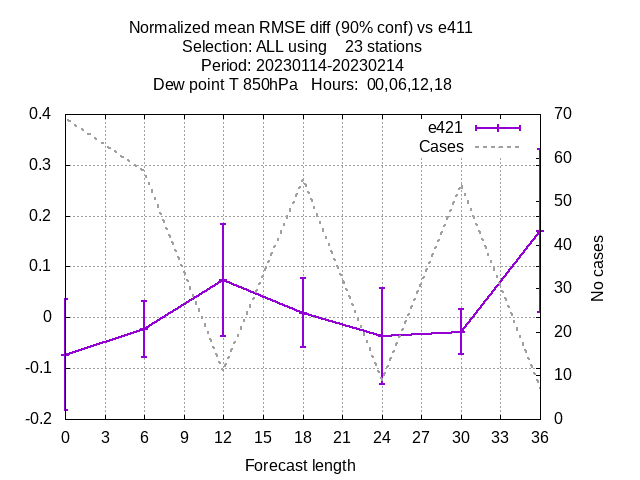 Normalized mean RMSE diff (90% conf) vs e411
Selection: ALL using    23 stations
Period: 20230114-20230214
Dew point T 850hPa   Hours:  00,06,12,18
e421
Cases
0.4
0.3
0.2
0.1
0
-0.1
-0.2
70
60
50
40
30
20
10
0
No cases
0 3 6 9 12 15 18 21 24 27 30 33 36
Forecast length